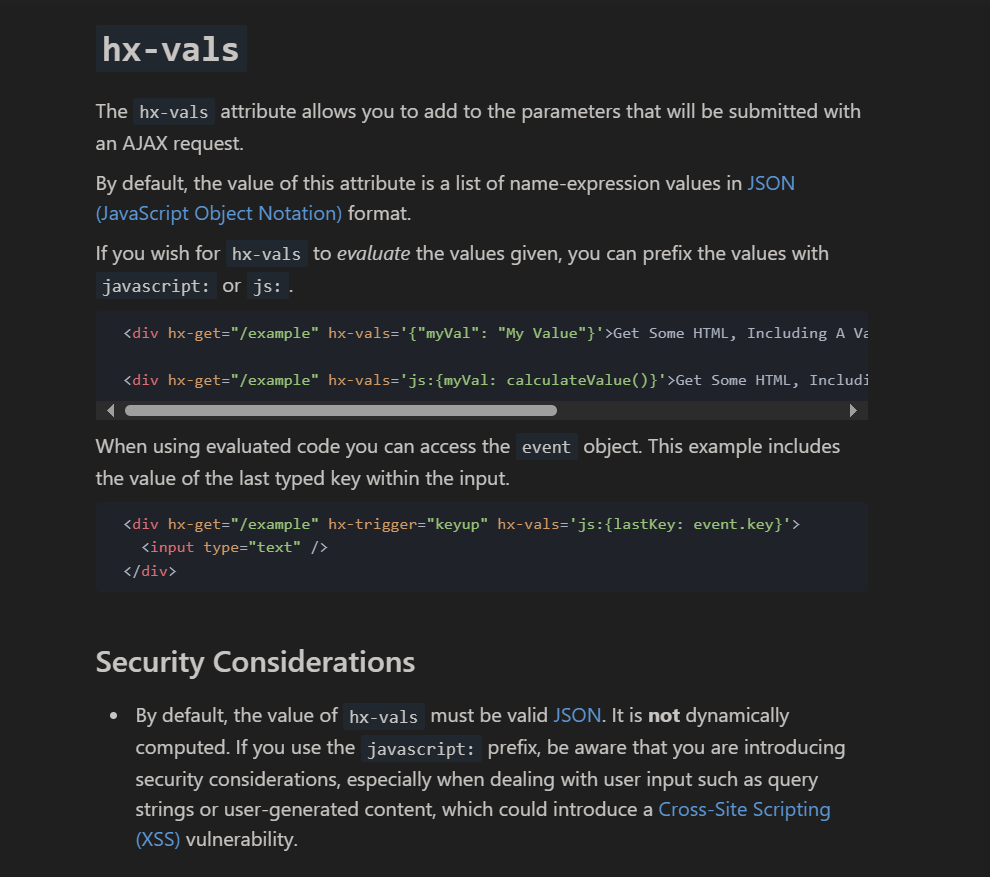 hx-vals
The hx-vals attribute allows you to add to the parameters that will be submitted with
an AJAX request.
By default, the value of this attribute is a list of name-expression values in JSON
(JavaScript Object Notation) format.
If you wish for hx-vals to evaluate the values given, you can prefix the values with
javascript: or js:.
<div hx-get="/example" hx-vals='{"myVal": "My Value"}'>Get Some HTML, Including A Va
<div hx-get="/example" hx-vals='js:{myVal: calculateValue()}'>Get Some HTML, Includi
When using evaluated code you can access the event object. This example includes
the value of the last typed key within the input.
<div hx-get="/example" hx-trigger="keyup" hx-vals='js:{lastKey: event.key}'>
  <input type="text" />
</div>
Security Considerations
• By default, the value of hx-vals must be valid JSON. It is not dynamically
computed. If you use the javascript: prefix, be aware that you are introducing
security considerations, especially when dealing with user input such as query
strings or user-generated content, which could introduce a Cross-Site Scripting
(XSS) vulnerability.